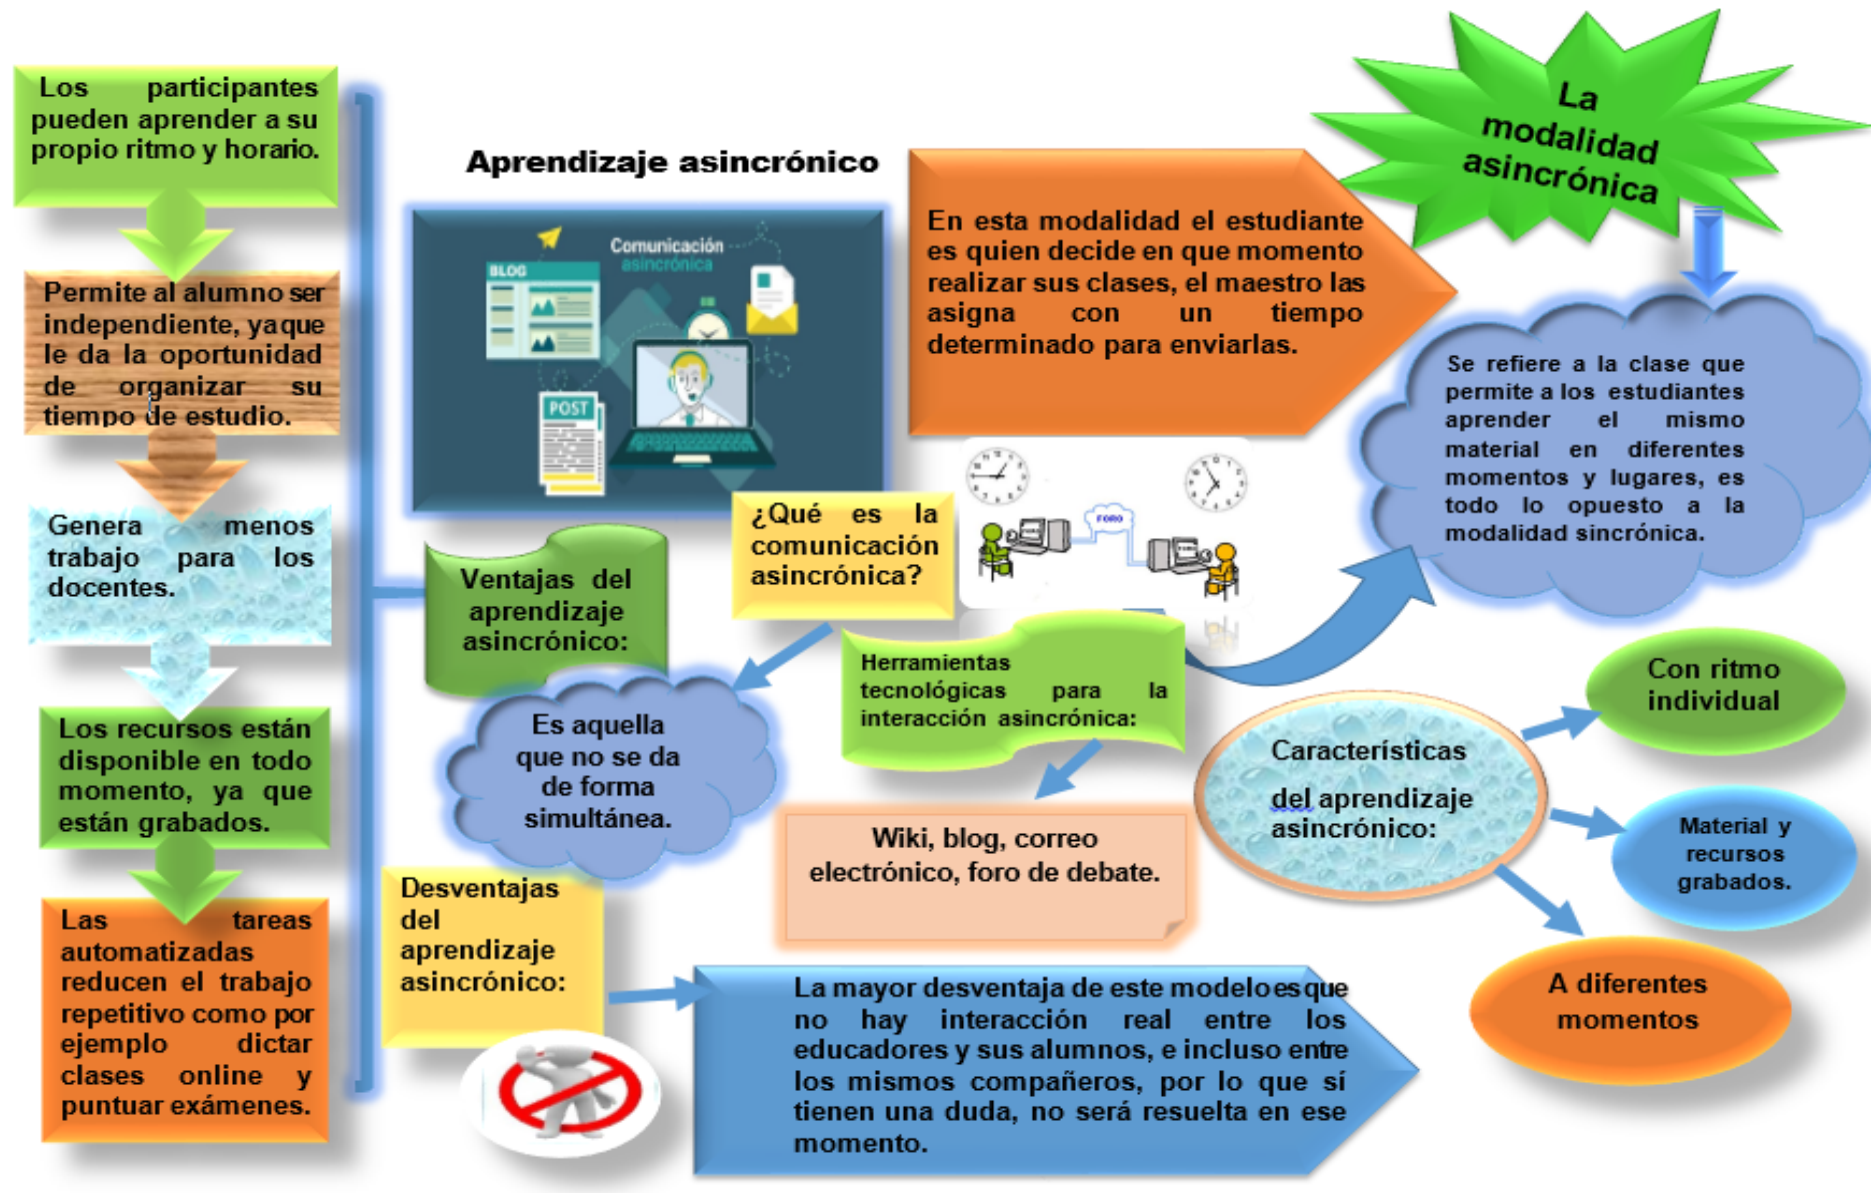 La
modalidad
asincrónica
Aprendizaje asincrónico
Comunicación
asincrónica
BLOG
POST
En esta modalidad el estudiante
es quien decide en que momento
realizar sus clases, el maestro las
asigna con un tiempo
determinado para enviarlas.
Se refiere a la clase que
permite a los estudiantes
aprender el mismo
material en diferentes
momentos y lugares, es
todo lo opuesto a la
modalidad sincrónica.
Los participantes
pueden aprender a su
propio ritmo y horario.
Permite al alumno ser
independiente, yaque
le da la oportunidad
de organizar su
tiempo de estudio.
Genera menos
trabajo para los
docentes.
Los recursos están
disponible en todo
momento, ya que
están grabados.
Las tareas
automatizadas
reducen el trabajo
repetitivo como por
ejemplo dictar
clases online y
puntuar exámenes.
Ventajas del
aprendizaje
asincrónico:
¿Qué es la
comunicación
asincrónica?
FORO
Es aquella
que no se da
de forma
simultánea.
Herramientas
tecnológicas para la
interacción asincrónica:
Wiki, blog, correo
electrónico, foro de debate.
Características
del aprendizaje
asincrónico:
Con ritmo
individual
Material y
recursos
grabados.
A diferentes
momentos
Desventajas
del
aprendizaje
asincrónico:
La mayor desventaja de este modelo es que
no hay interacción real entre los
educadores y sus alumnos, e incluso entre
los mismos compañeros, por lo que sí
tienen una duda, no será resuelta en ese
momento.